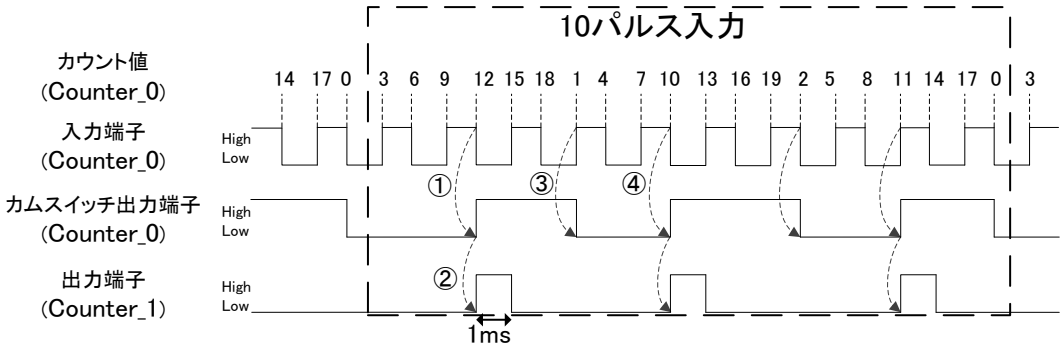 10パルス入力
カウント値
(Counter_0)
14 17 0 3 6 9 12 15 18 1 4 7 10 13 16 19 2 5 8 11 14 17 0 3
入力端子
(Counter_0)
High
Low
① ③ ④
カムスイッチ出力端子
(Counter_0)
High
Low
②
出力端子
(Counter_1)
High
Low
1ms